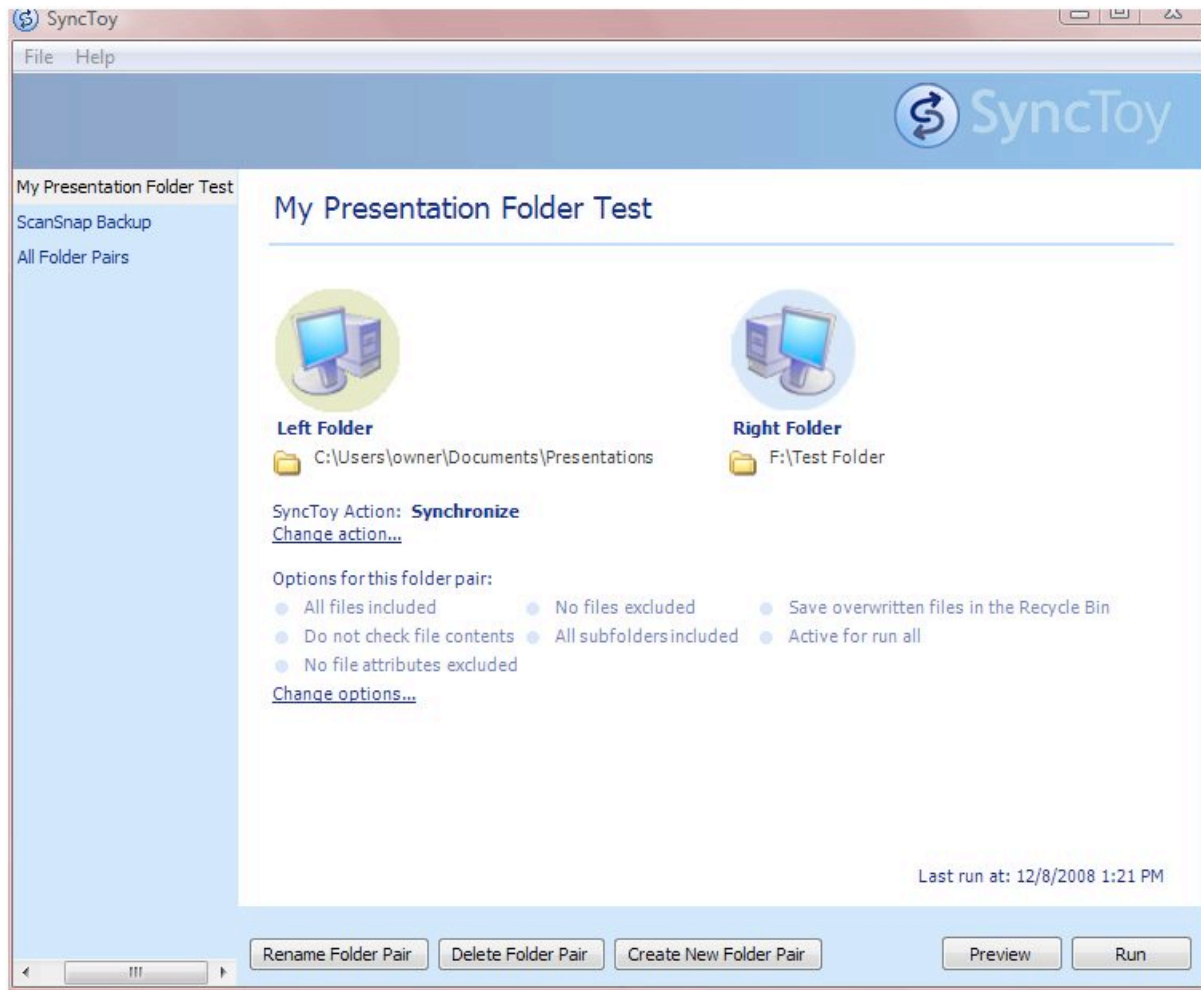 SyncToy
File Help
SyncToy
My Presentation Folder Test
ScanSnap Backup
All Folder Pairs
My Presentation Folder Test
Left Folder
C:\Users\owner\Documents\Presentations
Right Folder
F:\Test Folder
SyncToy Action: Synchronize
Change action...
Options for this folder pair:
All files included No files excluded Save overwritten files in the Recycle Bin
Do not check file contents All subfolders included Active for run all
No file attributes excluded
Change options...
Last run at: 12/8/2008 1:21 PM
Rename Folder Pair Delete Folder Pair Create New Folder Pair Preview Run